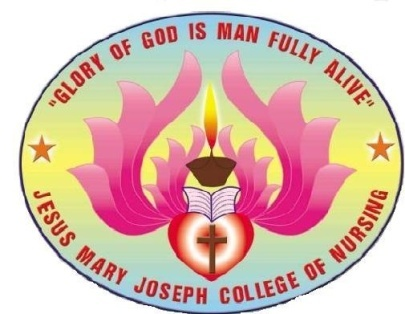 "GLORY OF GOD IS MAN FULLY ALIVE"
JESUS MARY JOSEPH COLLEGE OF NURSING